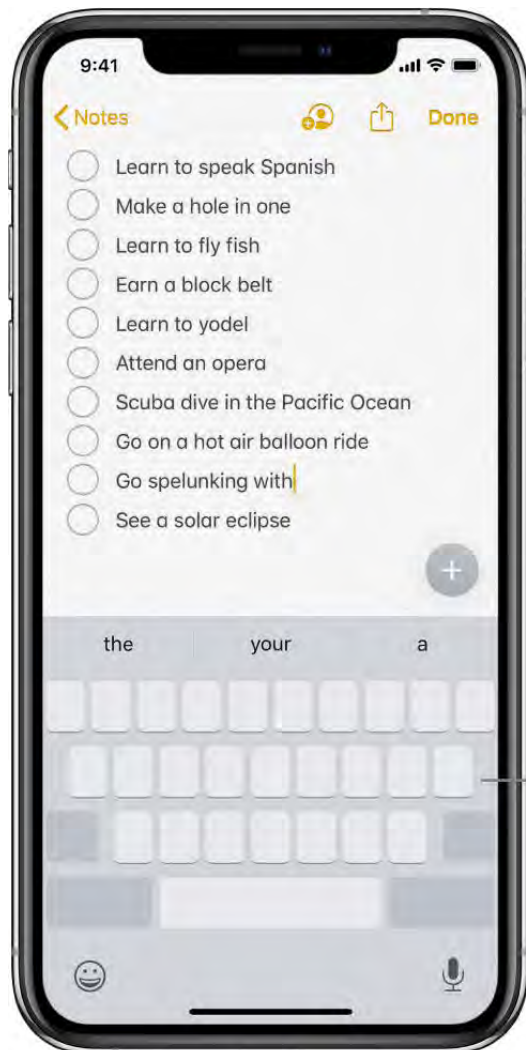 9:41
Notes
Done
Learn to speak Spanish
Make a hole in one
Learn to fly fish
Earn a block belt
Learn to yodel
Attend an opera
Scuba dive in the Pacific Ocean
Go on a hot air balloon ride
Go spelunking with
See a solar eclipse
the your a